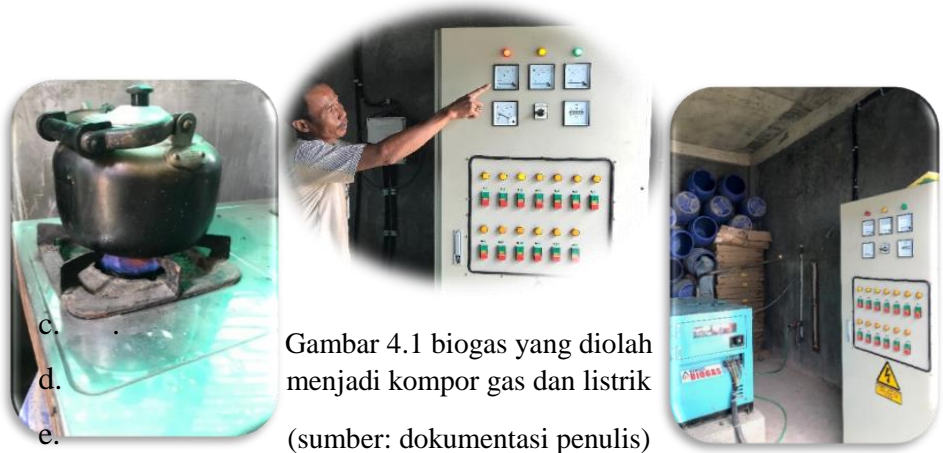 c. .
Gambar 4.1 biogas yang diolah
d.
menjadi kompor gas dan listrik
e.
(sumber: dokumentasi penulis)
BIOGAS